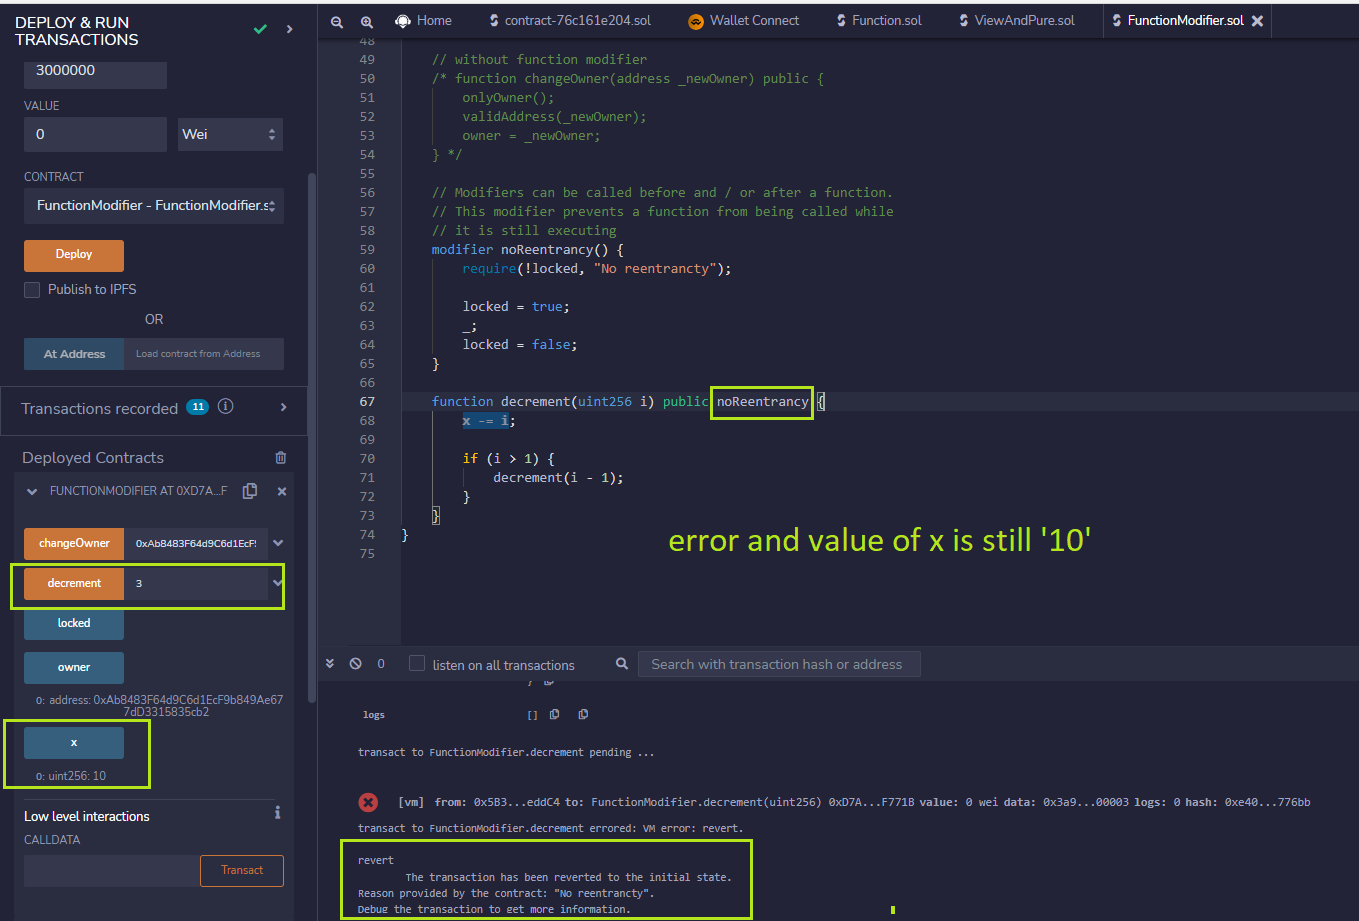 DEPLOY & RUN
TRANSACTIONS
3000000
VALUE
0
Wei
CONTRACT
FunctionModifier - FunctionModifier.s
Deploy
Publish to IPFS
OR
At Address
Load contract from Address
Transactions recorded 11
Deployed Contracts
FUNCTIONMODIFIER AT 0XD7A...F
changeOwner
0xAb8483F64d9C6d1EcF
decrement
3
locked
owner
0: address: 0xAb8483F64d9C6d1EcF9b849Ae67
7dD3315835cb2
x
0: uint256: 10
Low level interactions
CALLDATA
Transact
Home
contract-76c161e204.sol
Wallet Connect
Function.sol
ViewAndPure.sol
FunctionModifier.sol
48
49 // without function modifier
50 /* function changeOwner(address _newOwner) public {
51 onlyOwner();
52 validAddress(_newOwner);
53 owner = _newOwner;
54 } */
55
56 // Modifiers can be called before and / or after a function.
57 // This modifier prevents a function from being called while
58 // it is still executing
59 modifier noReentrancy() {
60 require(!locked, "No reentrancty");
61
62 locked = true;
63 _;
64 locked = false;
65 }
66
67 function decrement(uint256 i) public noReentrancy {
68 x -= i;
69
70 if (i > 1) {
71 decrement(i - 1);
72 }
73 }
74 }
75
error and value of x is still '10'
0
listen on all transactions
Search with transaction hash or address
}
logs []
transact to FunctionModifier.decrement pending ...
[vm] from: 0x5B3...eddC4 to: FunctionModifier.decrement(uint256) 0xD7A...F771B value: 0 wei data: 0x3a9...00003 logs: 0 hash: 0xe40...776bb
transact to FunctionModifier.decrement errored: VM error: revert.
revert
The transaction has been reverted to the initial state.
Reason provided by the contract: "No reentrancty".
Debug the transaction to get more information.